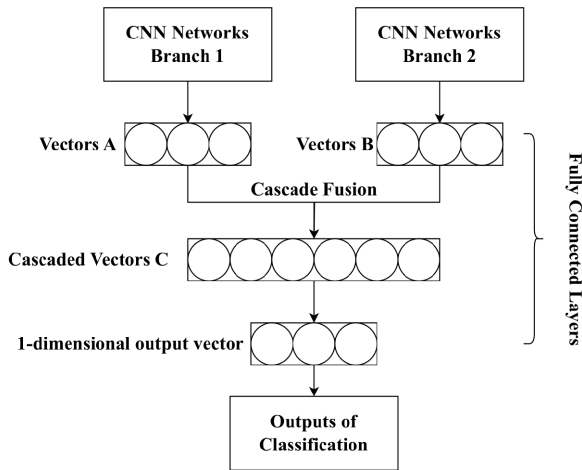 CNN Networks
Branch 1
CNN Networks
Branch 2
Vectors A
Vectors B
Cascade Fusion
Cascaded Vectors C
1-dimensional output vector
Outputs of
Classification
Fully Connected Layers